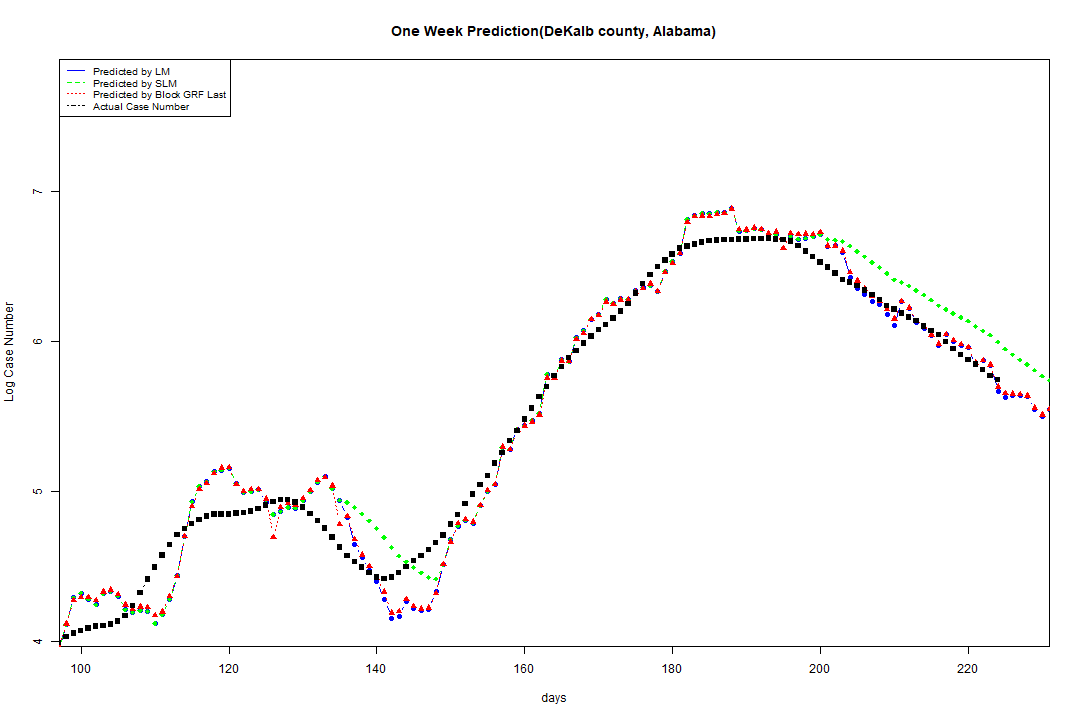 One Week Prediction(DeKalb county, Alabama)
Predicted by LM
Predicted by SLM
Predicted by Block GRF Last
Actual Case Number
7
6
5
4
Log Case Number
100 120 140 160 180 200 220
days